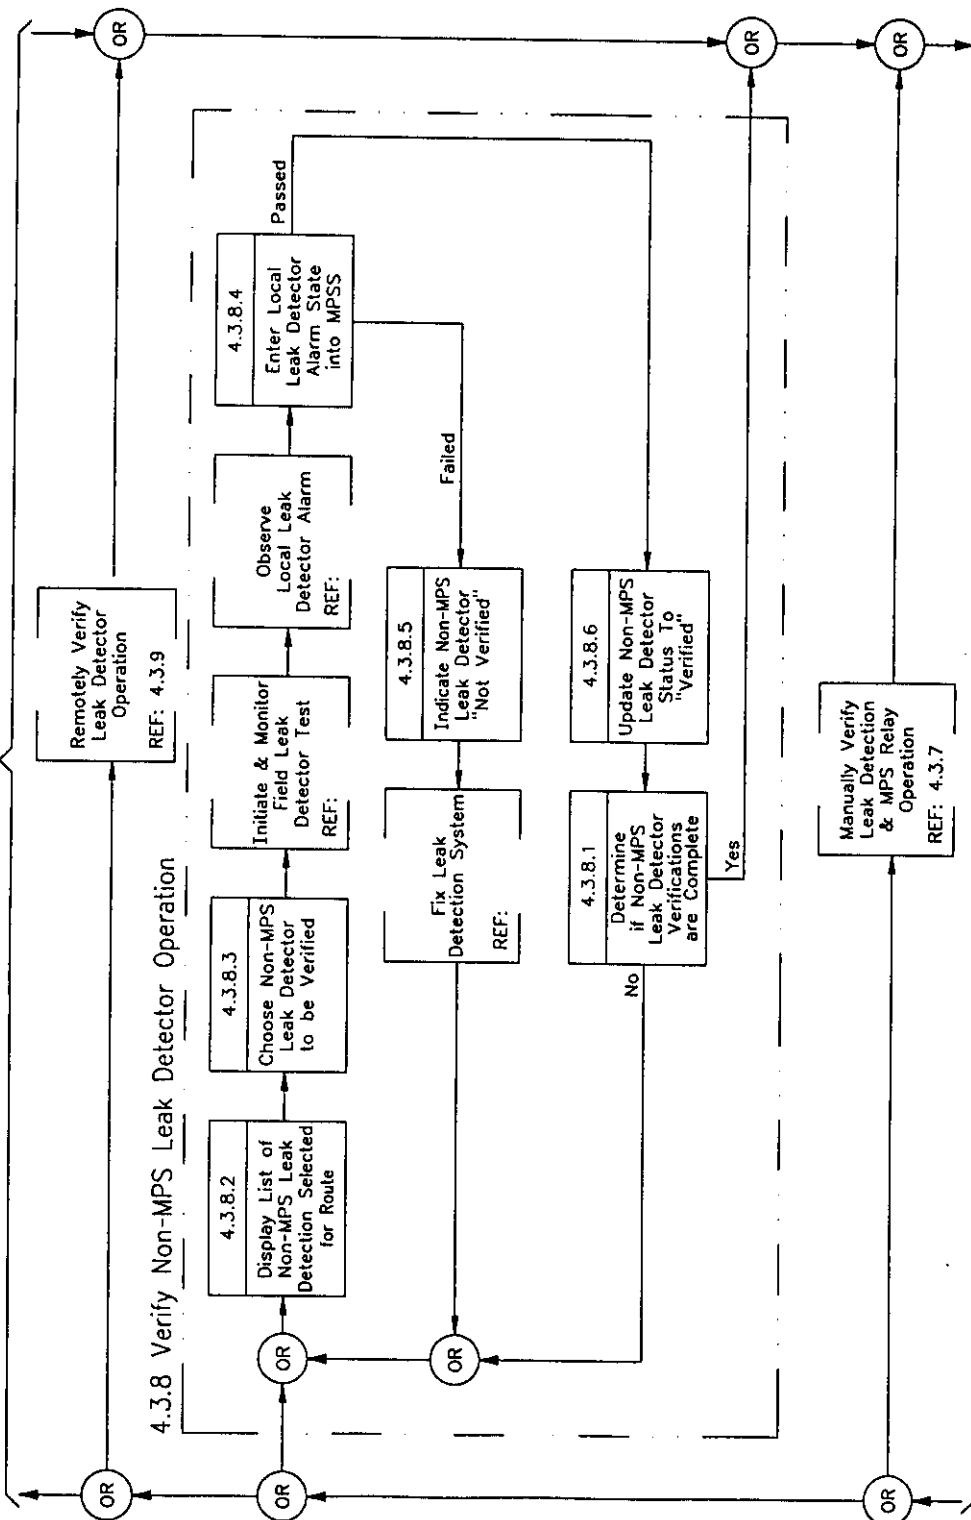 OR
Remotely Verify
Leak Detector
Operation
REF: 4.3.9
OR
4.3.8 Verify Non-MPS Leak Detector Operation
OR
OR
4.3.8.2
Display List of
Non-MPS Leak
Detection Selected
for Route
4.3.8.3
Choose Non-MPS
Leak Detector
to be Verified
Initiate & Monitor
Field Leak
Detector Test
REF:
Observe
Local Leak
Detector Alarm
REF:
4.3.8.4
Enter Local
Leak Detector
Alarm State
into MPSS
Passed
Failed
OR
Fix Leak
Detection System
REF:
4.3.8.5
Indicate Non-MPS
Leak Detector
"Not Verified"
No
4.3.8.1
Determine
if Non-MPS
Leak Detector
Verifications
are Complete
Yes
4.3.8.6
Update Non-MPS
Leak Detector
Status To
"Verified"
OR
OR
Manually Verify
Leak Detection
& MPS Relay
Operation
REF: 4.3.7
OR